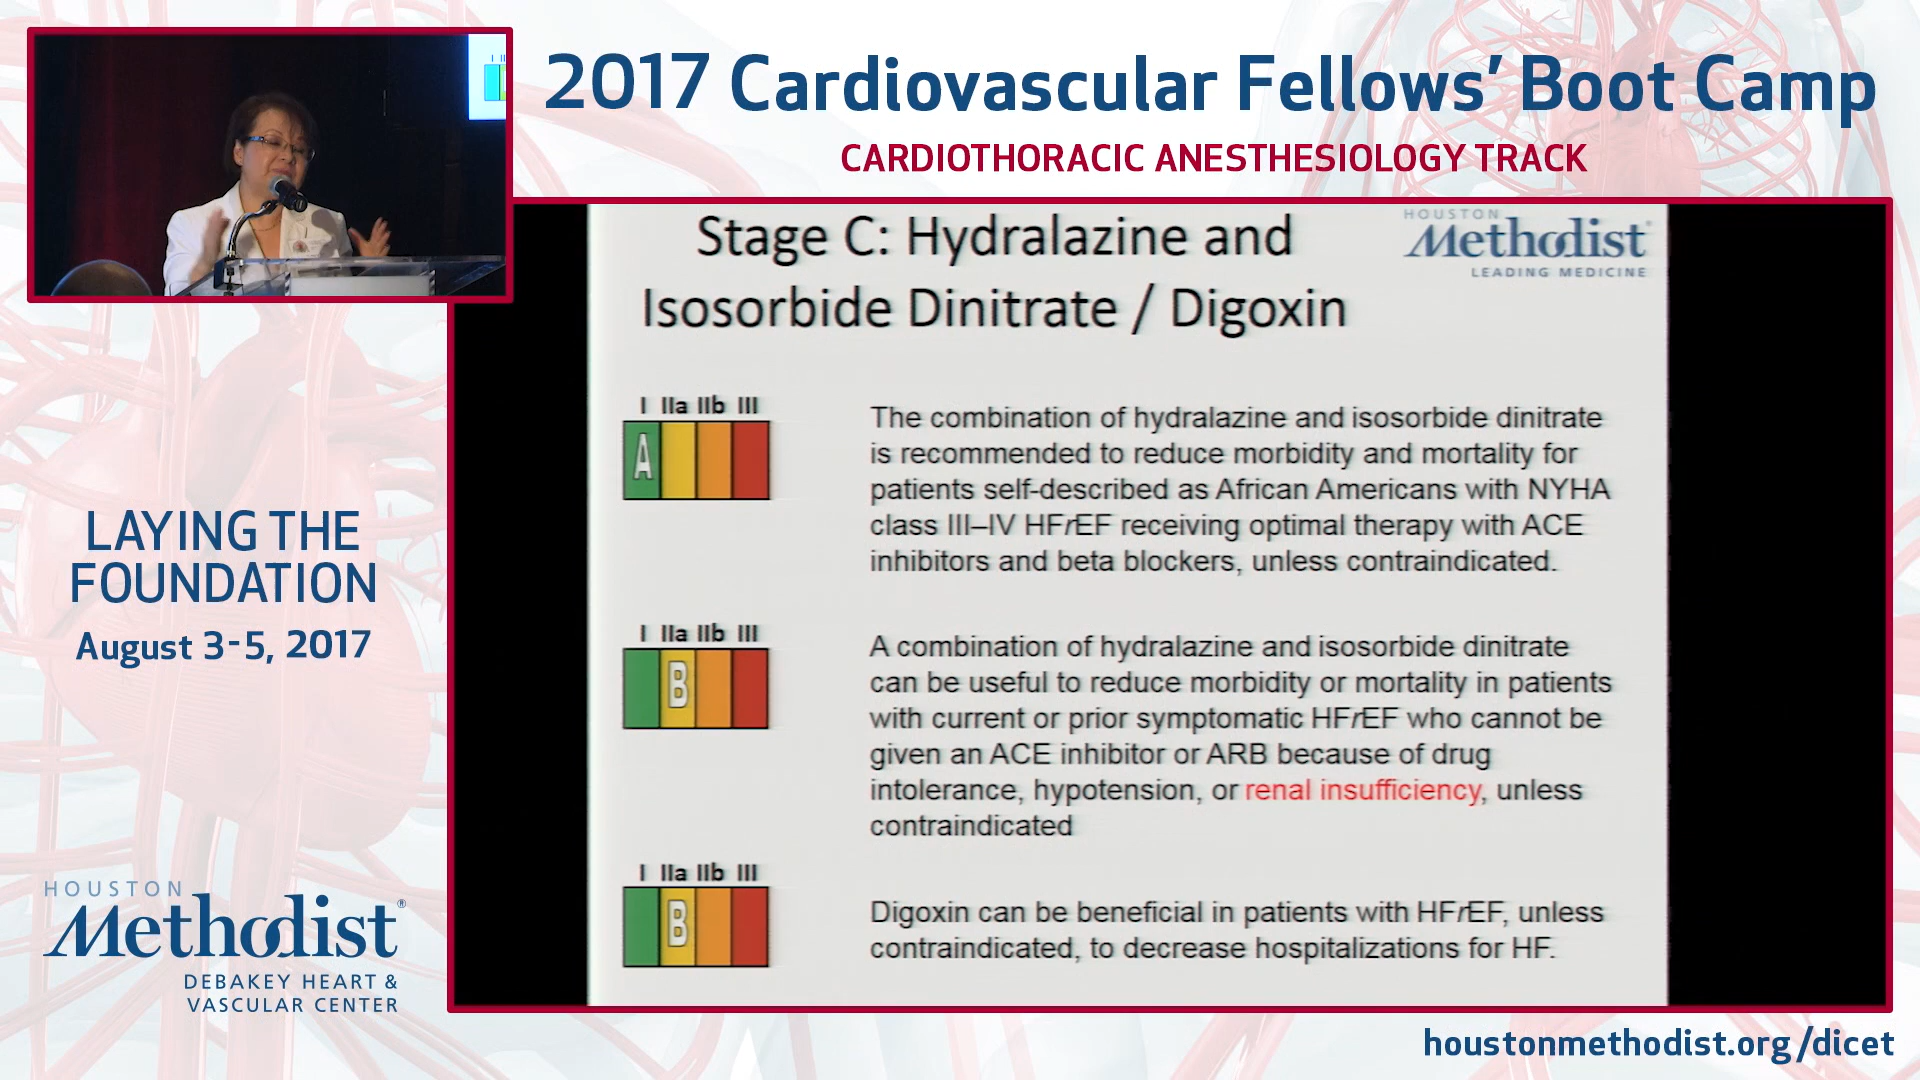 2017 Cardiovascular Fellows’ Boot Camp
CARDIOTHORACIC ANESTHESIOLOGY TRACK
Stage C: Hydralazine and
Isosorbide Dinitrate / Digoxin
HOUSTON
Methodist®
LEADING MEDICINE
I IIa IIb III
A
The combination of hydralazine and isosorbide dinitrate
is recommended to reduce morbidity and mortality for
patients self-described as African Americans with NYHA
class III–IV HFrEF receiving optimal therapy with ACE
inhibitors and beta blockers, unless contraindicated.
I IIa IIb III
B
A combination of hydralazine and isosorbide dinitrate
can be useful to reduce morbidity or mortality in patients
with current or prior symptomatic HFrEF who cannot be
given an ACE inhibitor or ARB because of drug
intolerance, hypotension, or renal insufficiency, unless
contraindicated
I IIa IIb III
B
Digoxin can be beneficial in patients with HFrEF, unless
contraindicated, to decrease hospitalizations for HF.
LAYING THE
FOUNDATION
August 3-5, 2017
HOUSTON
Methodist®
DEBAKEY HEART &
VASCULAR CENTER
houstonmethodist.org/dicet